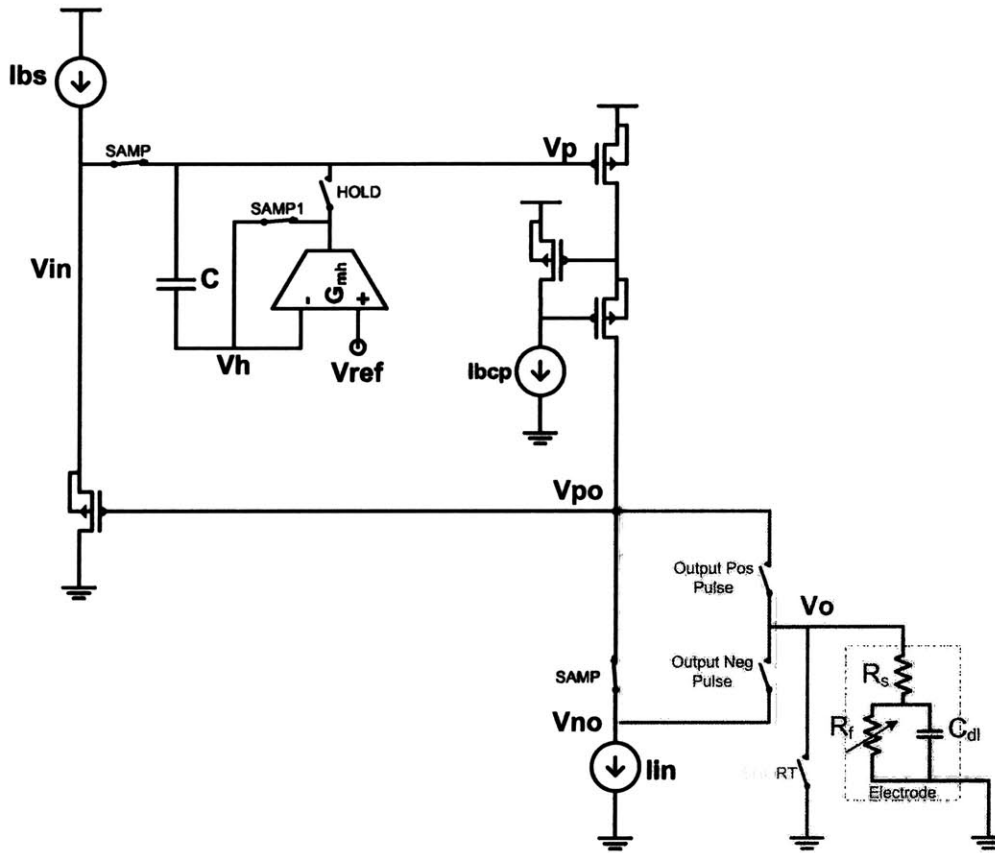 Ibs
SAMP
Vp
HOLD
SAMP1
Vin
C
Gmh
- +
Vh
Vref
Ibcp
Vpo
Output Pos
Pulse
Vo
Output Neg
Pulse
SAMP
Rs
Vno
Rf
Cdl
Iin
Electrode